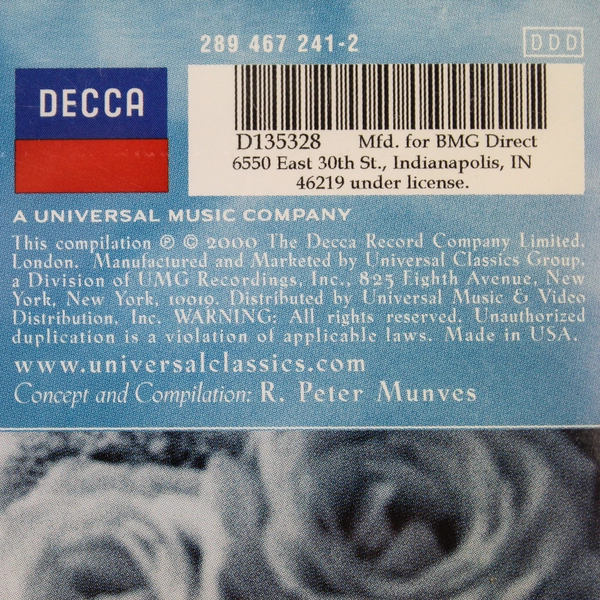 289 467 241-2
DDD
DECCA
D135328 Mfd. for BMG Direct
6550 East 30th St., Indianapolis, IN
46219 under license.
A UNIVERSAL MUSIC COMPANY
This compilation ℗ © 2000 The Decca Record Company Limited,
London. Manufactured and Marketed by Universal Classics Group,
a Division of UMG Recordings, Inc., 825 Eighth Avenue, New
York, New York, 10019. Distributed by Universal Music & Video
Distribution, Inc. WARNING: All rights reserved. Unauthorized
duplication is a violation of applicable laws. Made in USA.
www.universalclassics.com
Concept and Compilation: R. Peter Munves